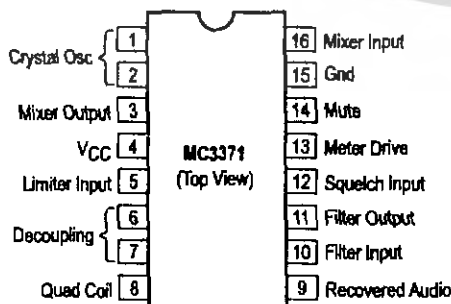 Crystal Osc
1
2
Mixer Output 3
VCC 4
Limiter Input 5
Decoupling
6
7
Quad Coil 8
MC3371
(Top View)
16 Mixer Input
15 Gnd
14 Mute
13 Meter Drive
12 Squelch Input
11 Filter Output
10 Filter Input
9 Recovered Audio